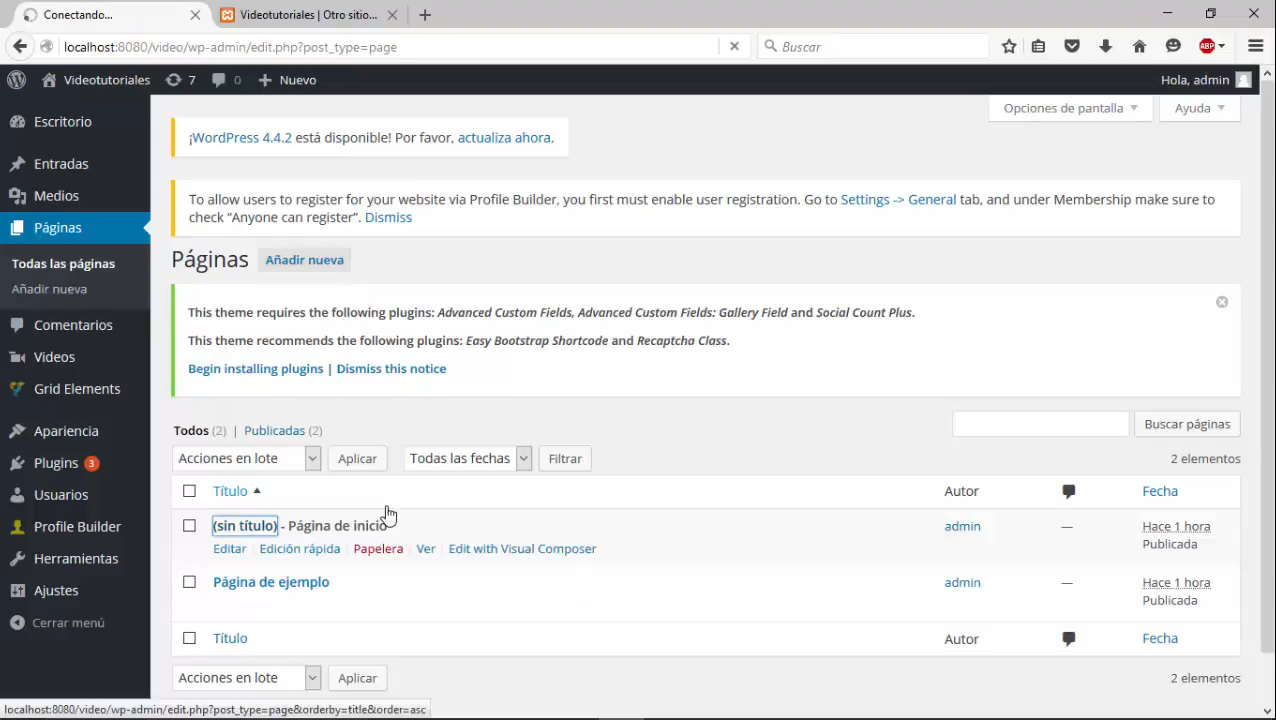 Conectando...
Videotutoriales | Otro sitio...
localhost:8080/video/wp-admin/edit.php?post_type=page
Buscar
ABP
Videotutoriales
7
0
Nuevo
Hola, admin
Opciones de pantalla
Ayuda
Escritorio
Entradas
Medios
Páginas
Todas las páginas
Añadir nueva
Comentarios
Videos
Grid Elements
Apariencia
Plugins 3
Usuarios
Profile Builder
Herramientas
Ajustes
Cerrar menú
¡WordPress 4.4.2 está disponible! Por favor, actualiza ahora.
To allow users to register for your website via Profile Builder, you first must enable user registration. Go to Settings -> General tab, and under Membership make sure to
check “Anyone can register”. Dismiss
Páginas Añadir nueva
This theme requires the following plugins: Advanced Custom Fields, Advanced Custom Fields: Gallery Field and Social Count Plus.
This theme recommends the following plugins: Easy Bootstrap Shortcode and Recaptcha Class.
Begin installing plugins | Dismiss this notice
Todos (2) | Publicadas (2)
Buscar páginas
Acciones en lote Aplicar Todas las fechas Filtrar 2 elementos
Título Autor Fecha
(sin título) - Página de inicio admin — Hace 1 hora
Publicada
Editar Edición rápida Papelera Ver Edit with Visual Composer
Página de ejemplo admin — Hace 1 hora
Publicada
Título Autor Fecha
Acciones en lote Aplicar 2 elementos
localhost:8080/video/wp-admin/edit.php?post_type=page&orderby=title&order=asc